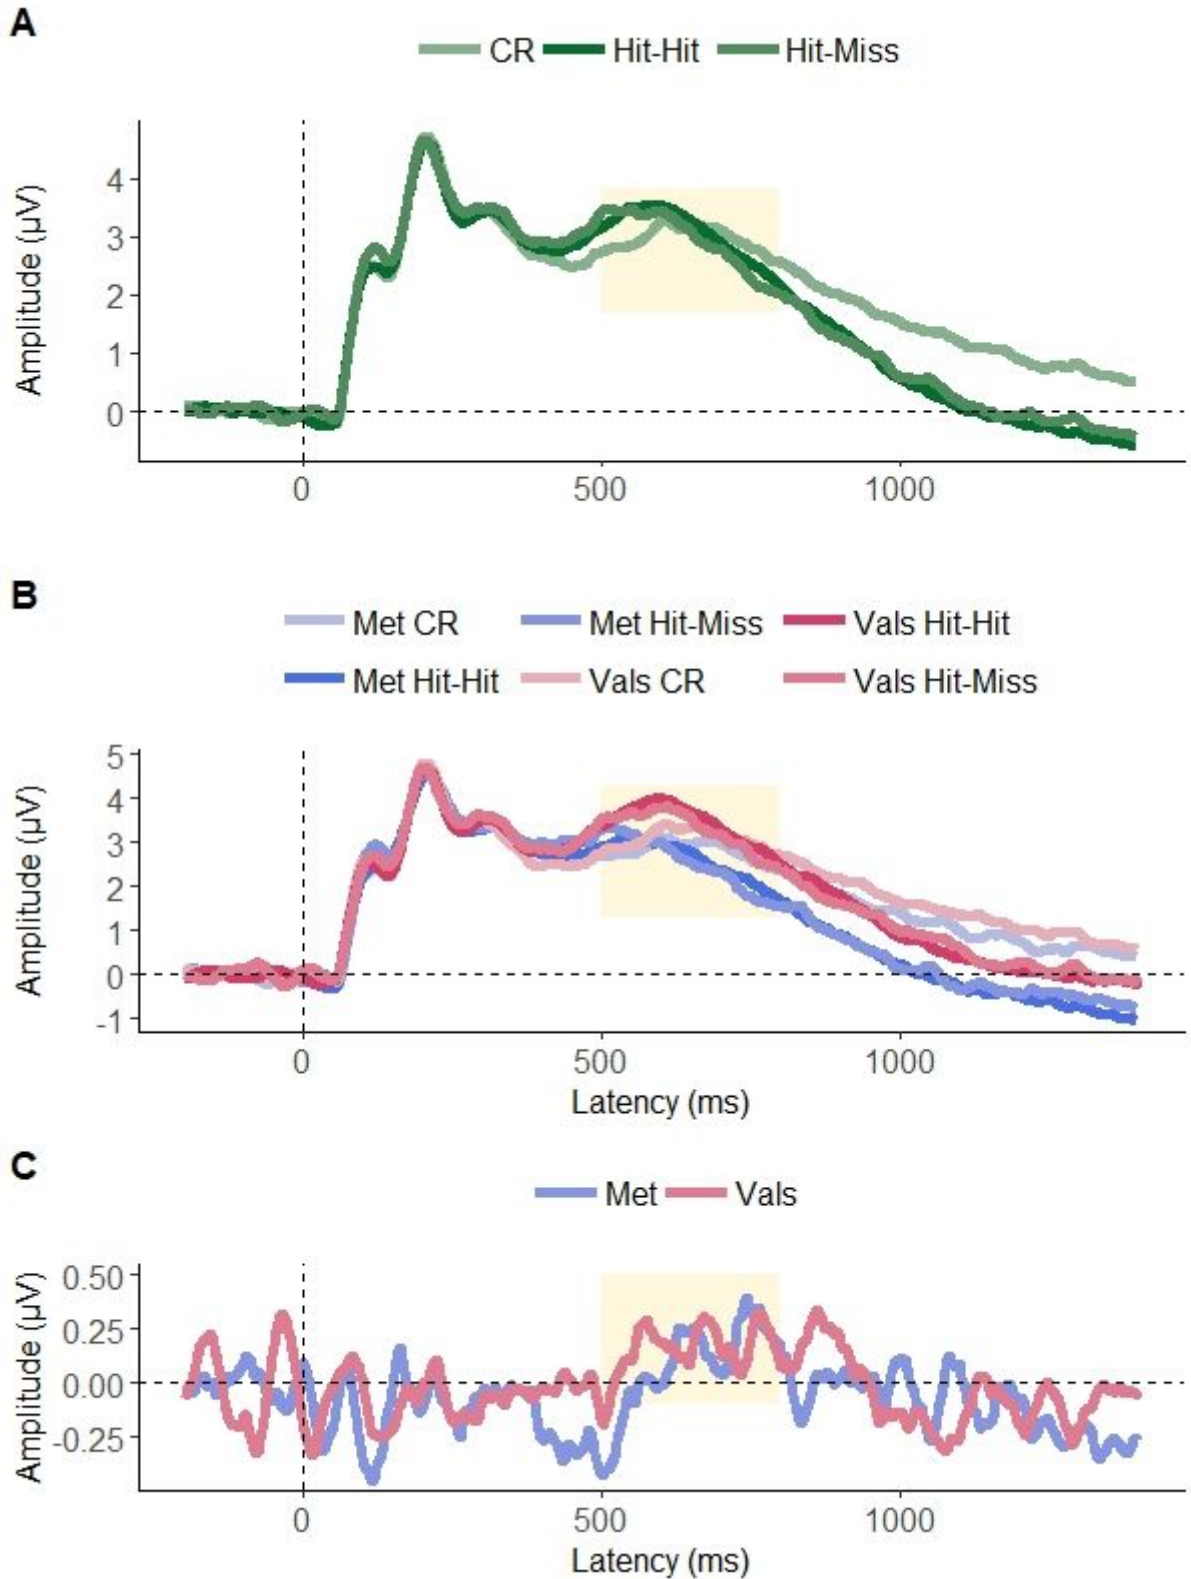 A
CR Hit-Hit Hit-Miss
Amplitude (µV)
4
3
2
1
0
0 500 1000
B
Met CR Met Hit-Miss Vals Hit-Hit
Met Hit-Hit Vals CR Vals Hit-Miss
Amplitude (µV)
5
4
3
2
1
0
-1
0 500 1000
Latency (ms)
C
Met Vals
Amplitude (µV)
0.50
0.25
0.00
-0.25
0 500 1000
Latency (ms)